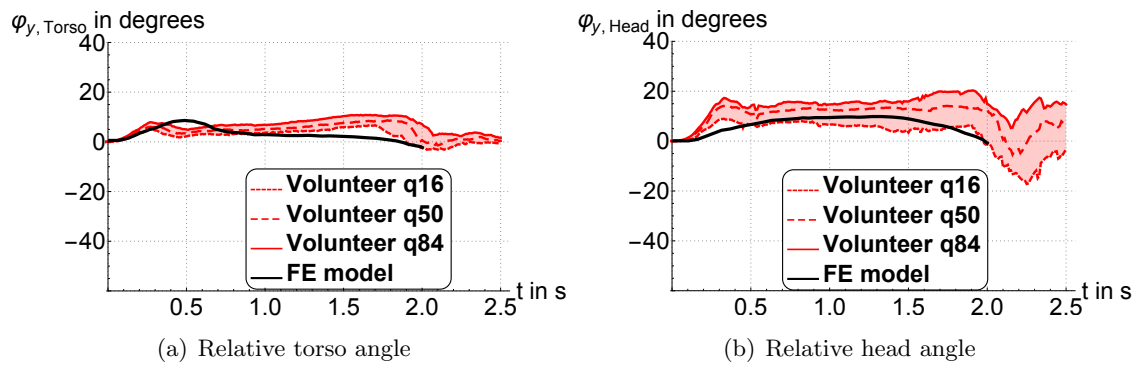 φy, Torso in degrees
40
20
0
−20
−40
0.5 1.0 1.5 2.0 2.5
t in s
Volunteer q16
Volunteer q50
Volunteer q84
FE model
(a) Relative torso angle
φy, Head in degrees
40
20
0
−20
−40
0.5 1.0 1.5 2.0 2.5
t in s
Volunteer q16
Volunteer q50
Volunteer q84
FE model
(b) Relative head angle